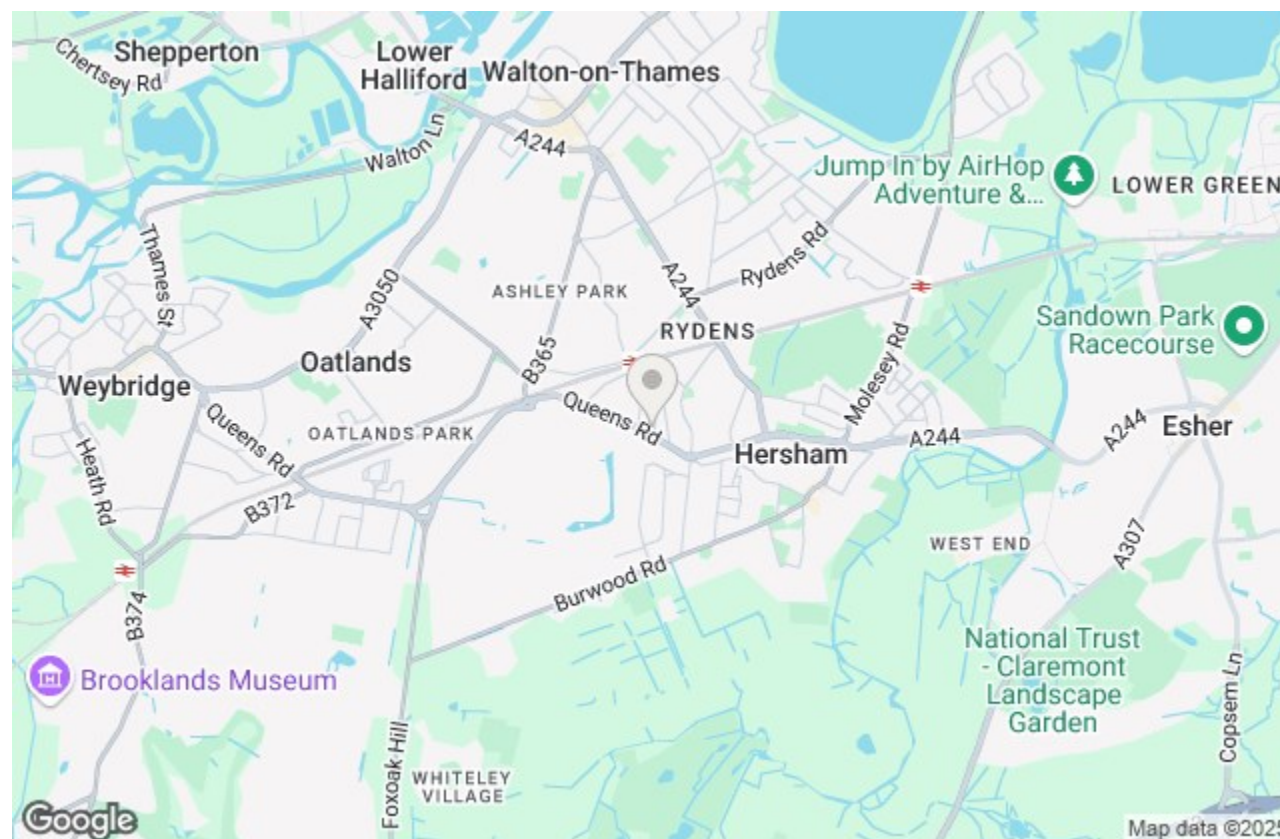 Shepperton
Lower
Halliford
Walton-on-Thames
Chertsey Rd
Walton Ln
A244
Jump In by AirHop
Adventure &...
LOWER GREEN
Thames St
A3050
ASHLEY PARK
A244
Rydens Rd
RYDENS
Sandown Park
Racecourse
Oatlands
B365
Molesey Rd
Weybridge
Queens Rd
OATLANDS PARK
Queens Rd
Hersham
A244
A244
Esher
Heath Rd
B372
WEST END
A307
Burwood Rd
B374
National Trust
- Claremont
Landscape
Garden
Brooklands Museum
Copsem Ln
Foxoak Hill
WHITELEY
VILLAGE
Google
Map data ©2025